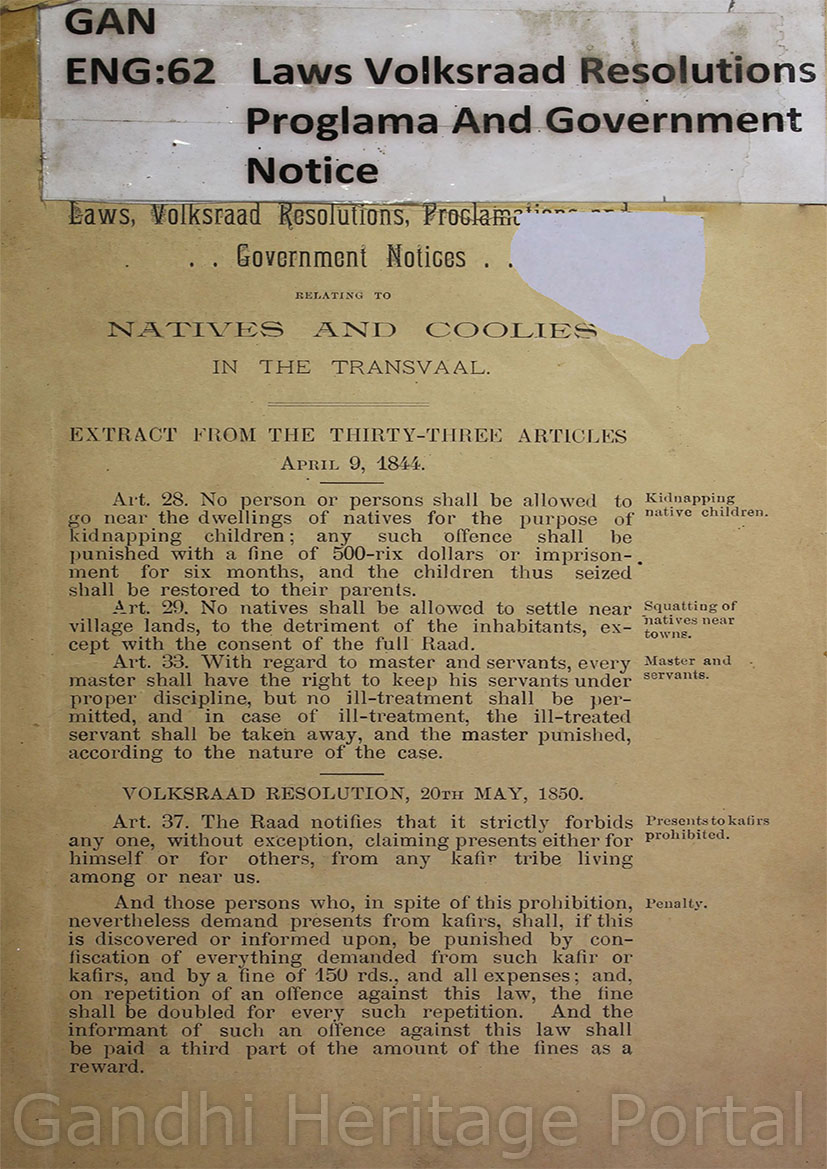 GAN
ENG:62 Laws Volksraad Resolutions
Proglama And Government
Notice
Laws, Volksraad Resolutions,
. . Government Notices . .
RELATING TO
NATIVES AND COOLIES
IN THE TRANSVAAL.
EXTRACT FROM THE THIRTY-THREE ARTICLES
APRIL 9, 1844.
Art. 28. No person or persons shall be allowed to
go near the dwellings of natives for the purpose of
kidnapping children; any such offence shall be
punished with a fine of 500-rix dollars or imprison-
ment for six months, and the children thus seized
shall be restored to their parents.
Kidnapping
native children.
Art. 29. No natives shall be allowed to settle near
village lands, to the detriment of the inhabitants, ex-
cept with the consent of the full Raad.
Squatting of
natives near
towns.
Art. 33. With regard to master and servants, every
master shall have the right to keep his servants under
proper discipline, but no ill-treatment shall be per-
mitted, and in case of ill-treatment, the ill-treated
servant shall be taken away, and the master punished,
according to the nature of the case.
Master and
servants.
VOLKSRAAD RESOLUTION, 20TH MAY, 1850.
Art. 37. The Raad notifies that it strictly forbids
any one, without exception, claiming presents either for
himself or for others, from any kafir tribe living
among or near us.
Presents to kafirs
prohibited.
And those persons who, in spite of this prohibition,
nevertheless demand presents from kafirs, shall, if this
is discovered or informed upon, be punished by con-
fiscation of everything demanded from such kafir or
kafirs, and by a fine of 150 rds., and all expenses; and,
on repetition of an offence against this law, the fine
shall be doubled for every such repetition. And the
informant of such an offence against this law shall
be paid a third part of the amount of the fines as a
reward.
Penalty.
Gandhi Heritage Portal